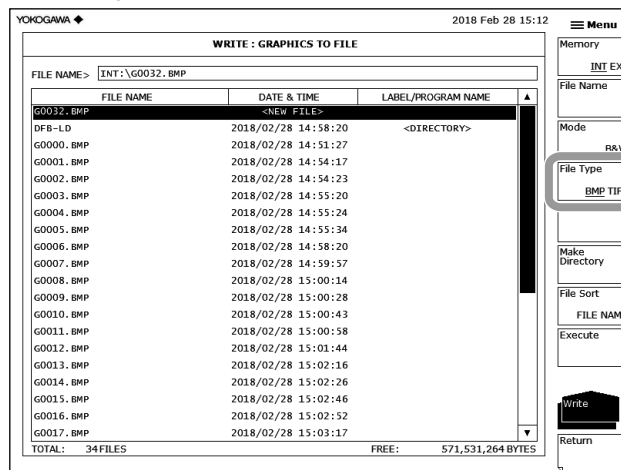 YOKOGAWA ◆ 2018 Feb 28 15:12
WRITE : GRAPHICS TO FILE
FILE NAME> INT:\G0032.BMP
FILE NAME DATE & TIME LABEL/PROGRAM NAME
G0032.BMP <NEW FILE>
DFB-LD 2018/02/28 14:58:20 <DIRECTORY>
G0000.BMP 2018/02/28 14:51:27
G0001.BMP 2018/02/28 14:54:17
G0002.BMP 2018/02/28 14:54:23
G0003.BMP 2018/02/28 14:55:20
G0004.BMP 2018/02/28 14:55:24
G0005.BMP 2018/02/28 14:55:34
G0006.BMP 2018/02/28 14:58:20
G0007.BMP 2018/02/28 14:59:57
G0008.BMP 2018/02/28 15:00:14
G0009.BMP 2018/02/28 15:00:28
G0010.BMP 2018/02/28 15:00:43
G0011.BMP 2018/02/28 15:00:58
G0012.BMP 2018/02/28 15:01:44
G0013.BMP 2018/02/28 15:02:16
G0014.BMP 2018/02/28 15:02:26
G0015.BMP 2018/02/28 15:02:46
G0016.BMP 2018/02/28 15:02:52
G0017.BMP 2018/02/28 15:03:17
TOTAL: 34FILES FREE: 571,531,264 BYTES
Menu
Memory
INT EX
File Name
Mode
B&
File Type
BMP TIF
Make
Directory
File Sort
FILE NAM
Execute
Write
Return